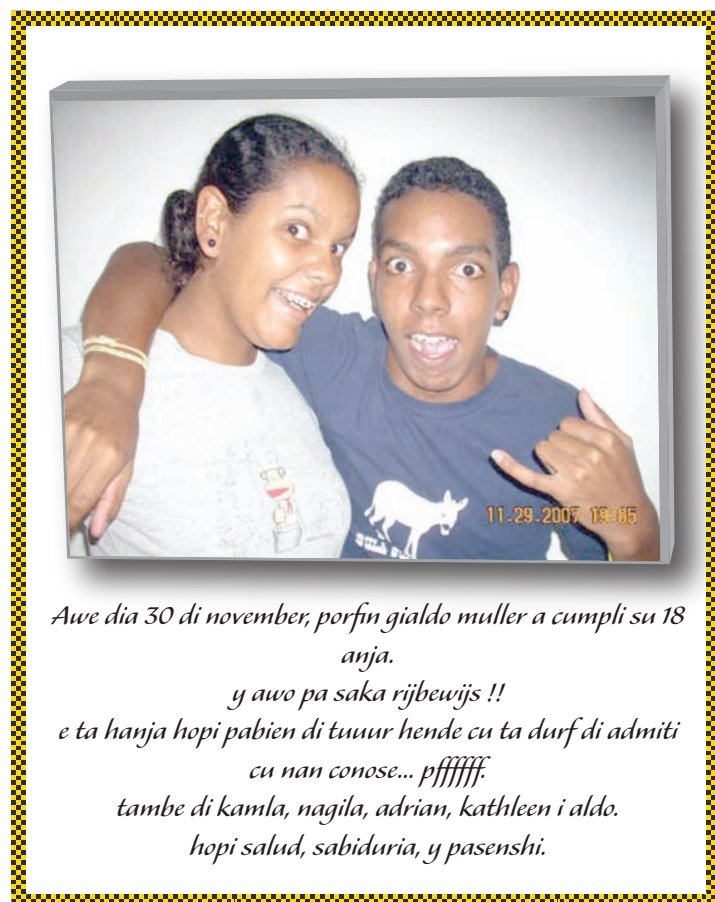 11.29.2007 19:05
Awe dia 30 di november, porfin gialdo muller a cumpli su 18
anja.
y awo pa saka rijbewijs !!
e ta hanja hopi pabien di tuuur hende cu ta durf di admiti
cu nan conose... pffffff.
tambe di kamla, nagila, adrian, kathleen i aldo.
hopi salud, sabiduria, y pasenshi.